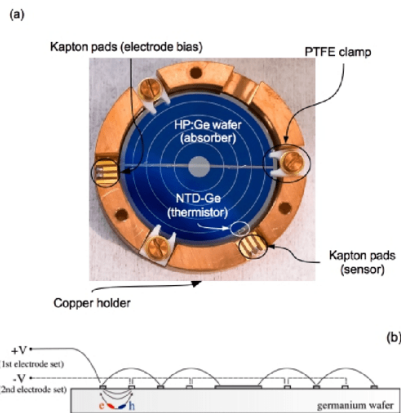 (a)
Kapton pads (electrode bias)
PTFE clamp
HP:Ge wafer
(absorber)
NTD-Ge
(thermistor)
Kapton pads
(sensor)
Copper holder
(b)
+V
(1st electrode set)
-V
(2nd electrode set)
e h
germanium wafer